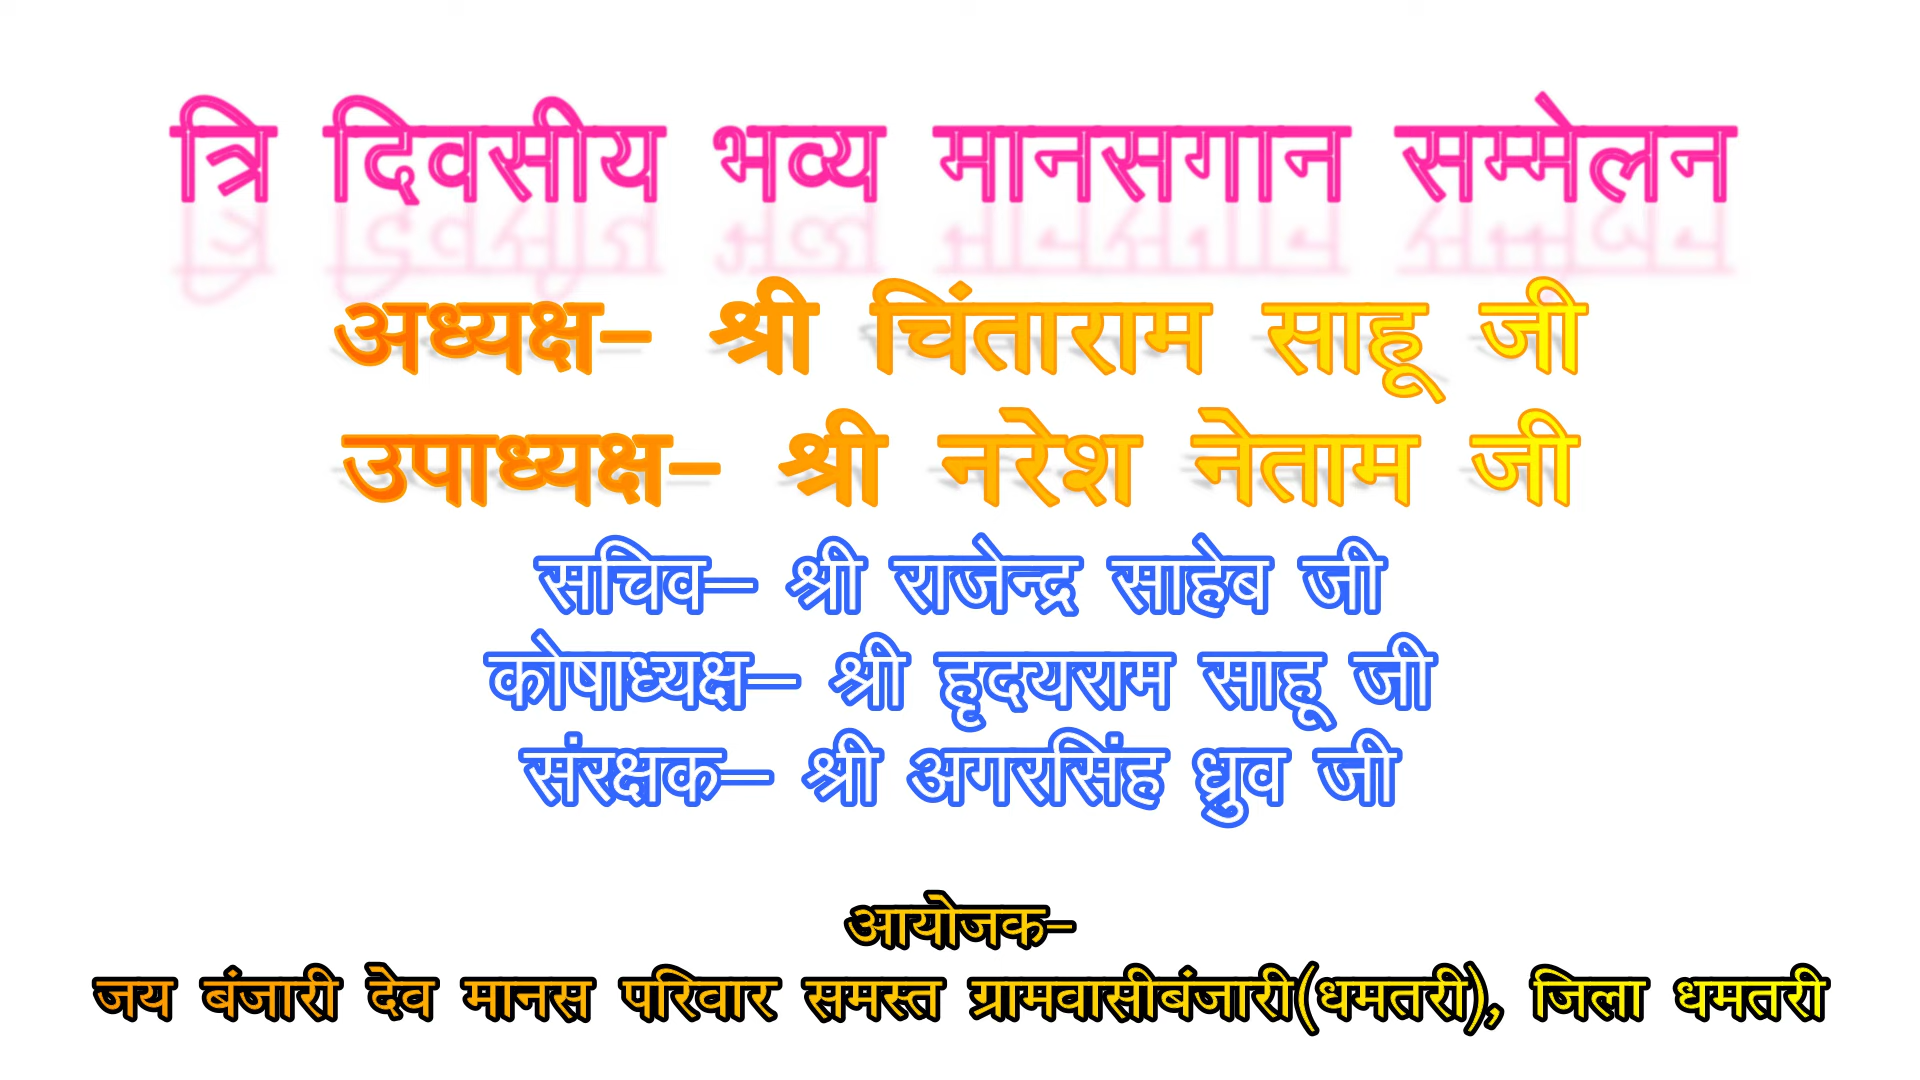 त्रि दिवसीय भव्य मानसगान सम्मेलन
अध्यक्ष- श्री चिंताराम साहू जी
उपाध्यक्ष- श्री नरेश नेताम जी
सचिव- श्री राजेन्द्र साहेब जी
कोषाध्यक्ष- श्री हृदयराम साहू जी
संरक्षक- श्री अगरसिंह ध्रुव जी
आयोजक-
जय बंजारी देव मानस परिवार समस्त ग्रामवासीबंजारी(धमतरी), जिला धमतरी